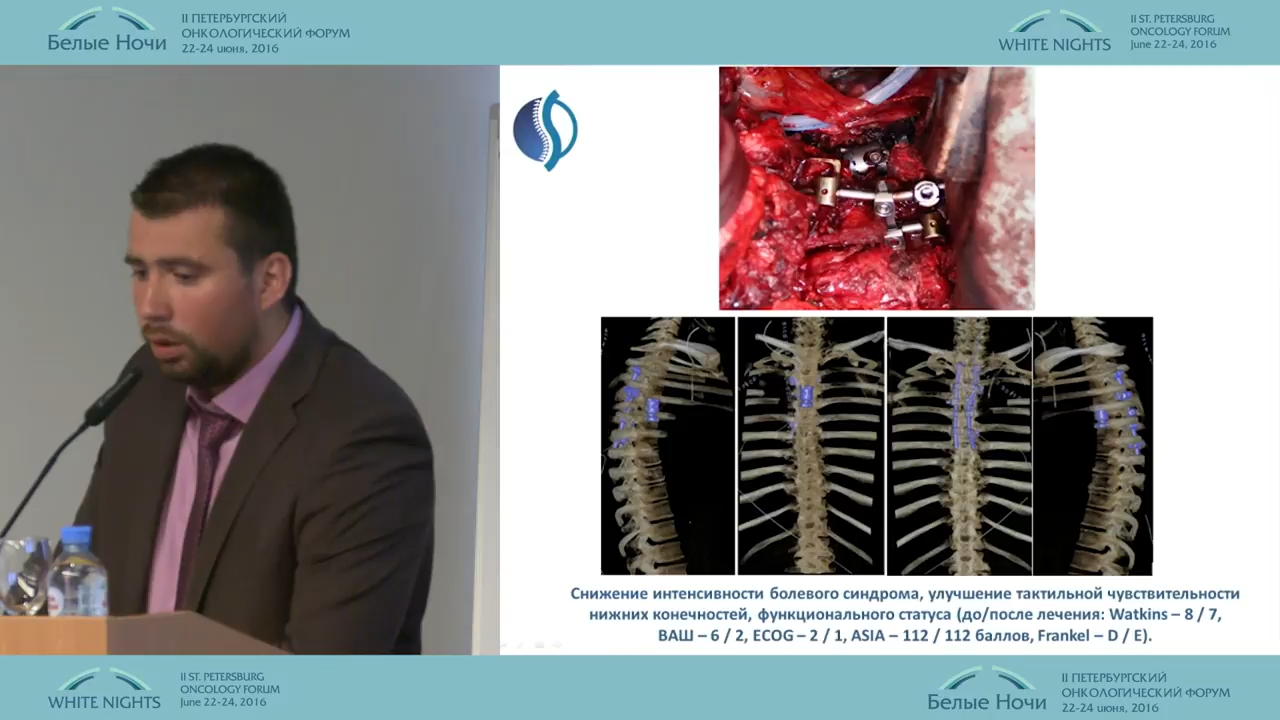 II ПЕТЕРБУРГСКИЙ
ОНКОЛОГИЧЕСКИЙ ФОРУМ
Белые Ночи
22-24 июня, 2016
II ST. PETERSBURG
ONCOLOGY FORUM
WHITE NIGHTS
June 22-24, 2016
Снижение интенсивности болевого синдрома, улучшение тактильной чувствительности
нижних конечностей, функционального статуса (до/после лечения: Watkins – 8 / 7,
ВАШ – 6 / 2, ECOG – 2 / 1, ASIA – 112 / 112 баллов, Frankel – D / E).
II ST. PETERSBURG
ONCOLOGY FORUM
WHITE NIGHTS
June 22-24, 2016
II ПЕТЕРБУРГСКИЙ
ОНКОЛОГИЧЕСКИЙ ФОРУМ
Белые Ночи
22-24 июня, 2016